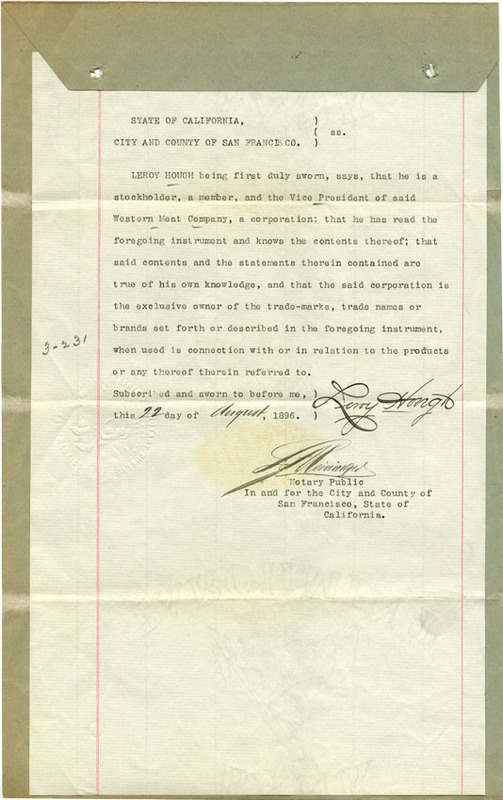 STATE OF CALIFORNIA, )
( ss.
CITY AND COUNTY OF SAN FRANCISCO. )
LEROY HOUGH being first duly sworn, says, that he is a
stockholder, a member, and the Vice President of said
Western Meat Company, a corporation; that he has read the
foregoing instrument and knows the contents thereof; that
said contents and the statements therein contained are
true of his own knowledge, and that the said corporation is
the exclusive owner of the trade-marks, trade names or
brands set forth or described in the foregoing instrument,
when used is connection with or in relation to the products
or any thereof therein referred to.
3-231
Subscribed and sworn to before me, ) Leroy Hough
this 22 day of August, 1896. )
Notary Public
In and for the City and County of
San Francisco, State of
California.